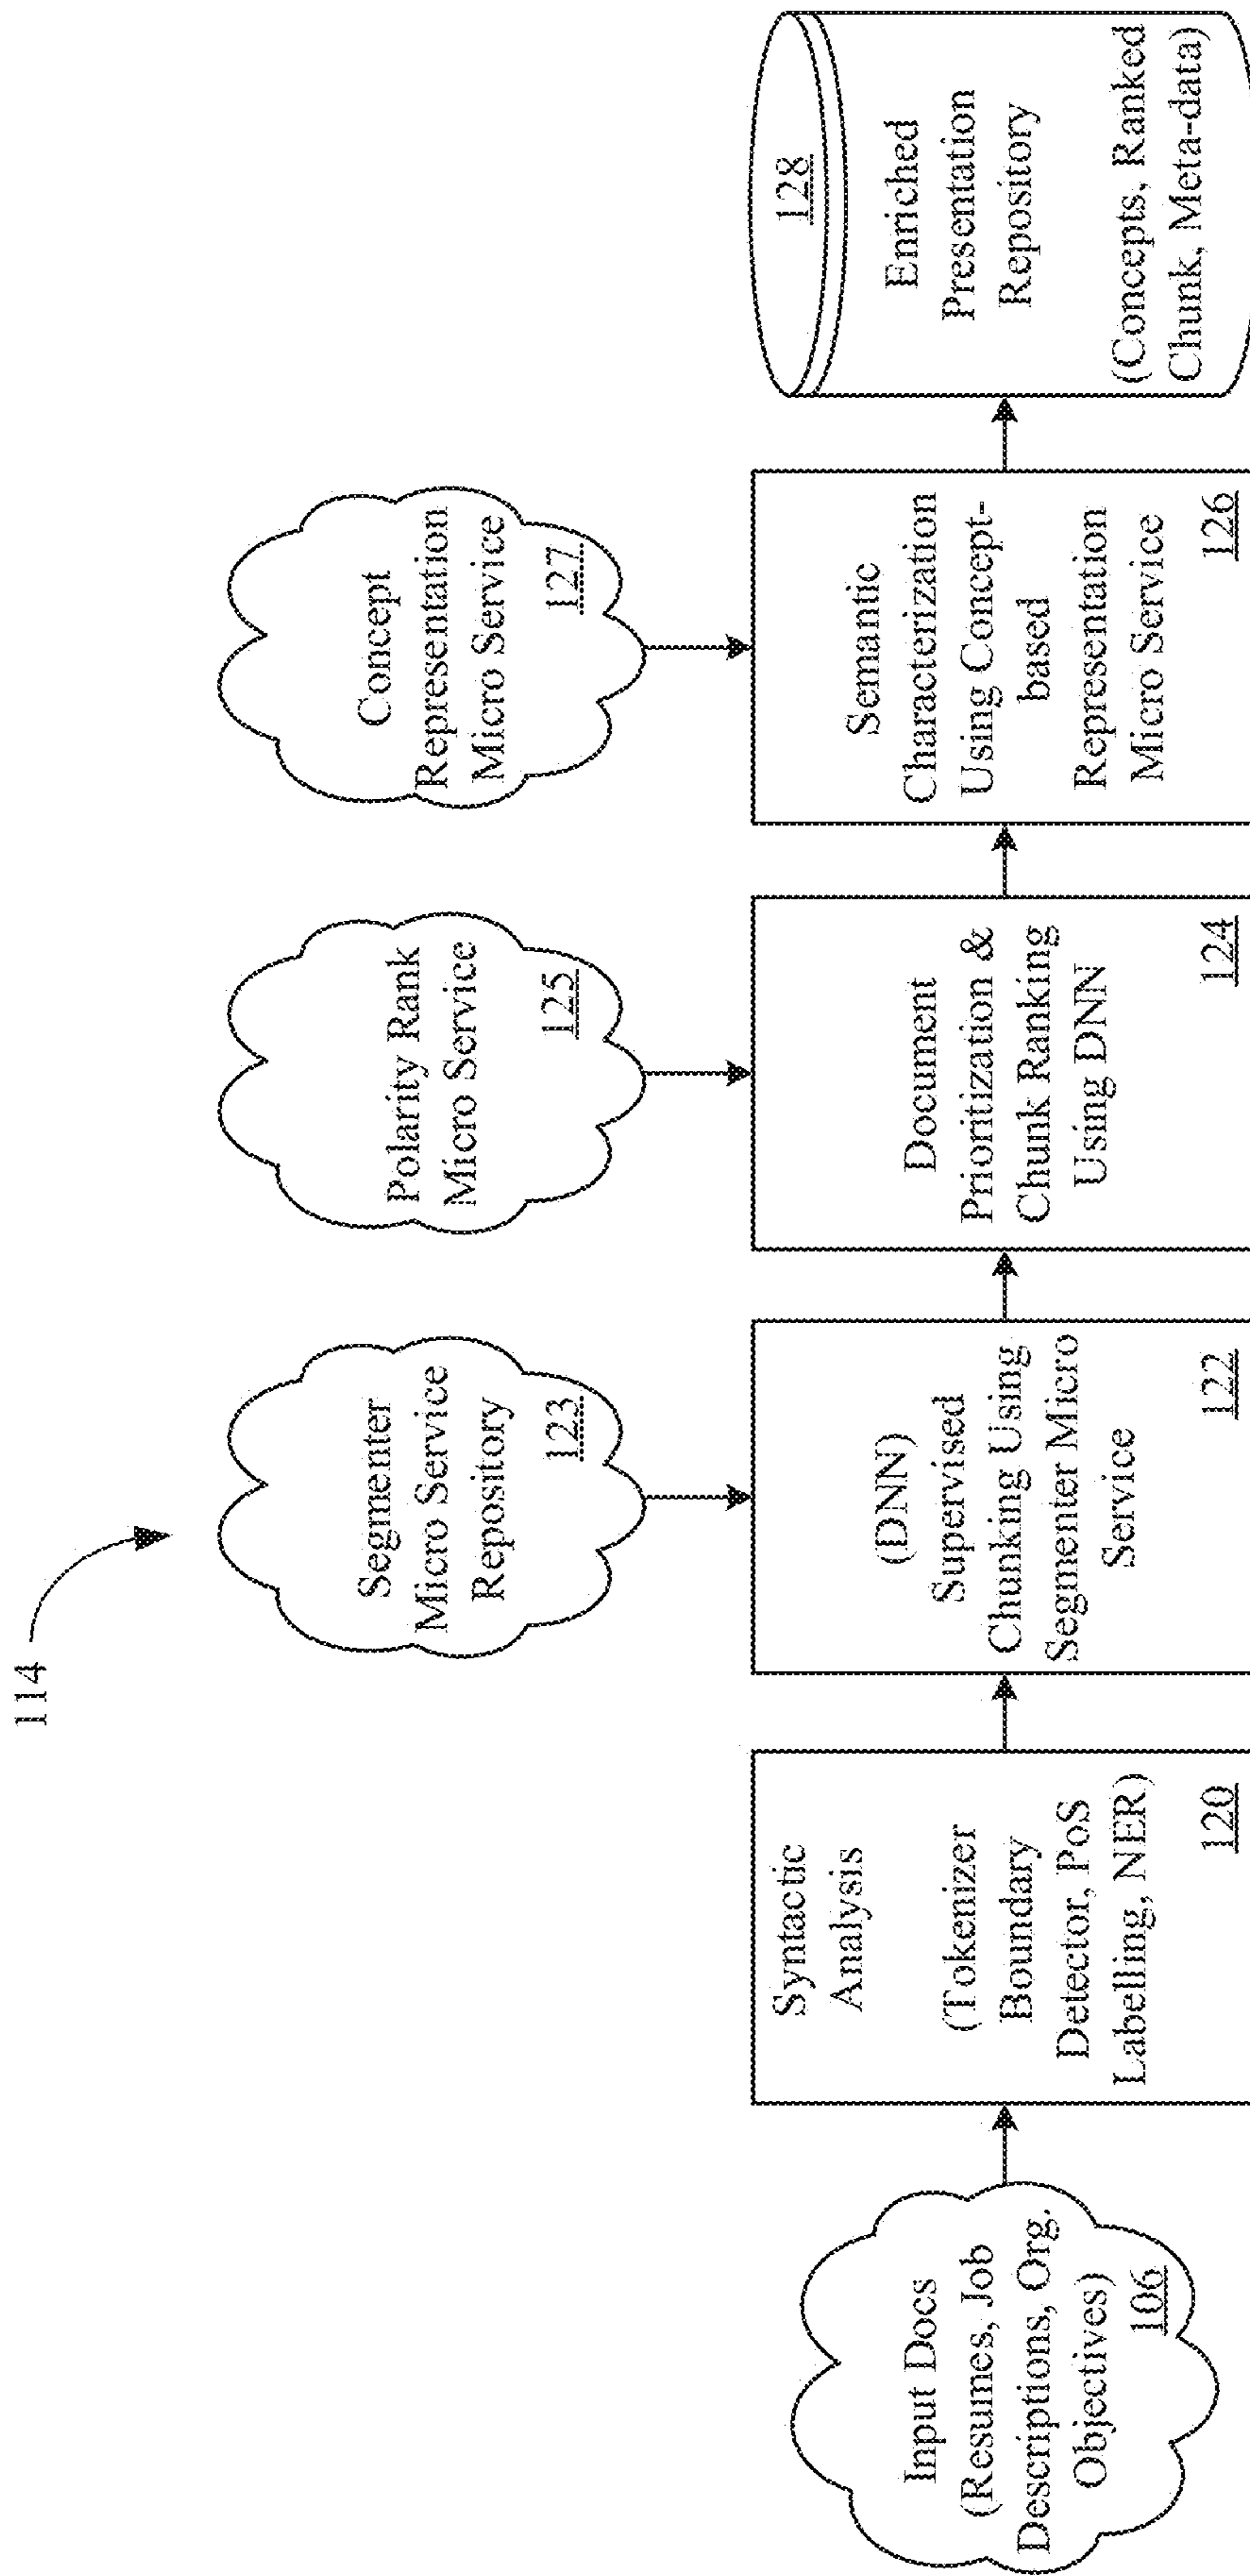 114
Segmenter
Micro Service
Repository
123
Polarity Rank
Micro Service
125
Concept
Representation
Micro Service
127
Input Docs
(Resumes, Job
Descriptions, Org.
Objectives)
106
Syntactic
Analysis
(Tokenizer
Boundary
Detector, PoS
Labelling, NER)
120
(DNN)
Supervised
Chunking Using
Segmenter Micro
Service
122
Document
Prioritization &
Chunk Ranking
Using DNN
124
Semantic
Characterization
Using Concept-
based
Representation
Micro Service
126
128
Enriched
Presentation
Repository
(Concepts, Ranked
Chunk, Meta-data)